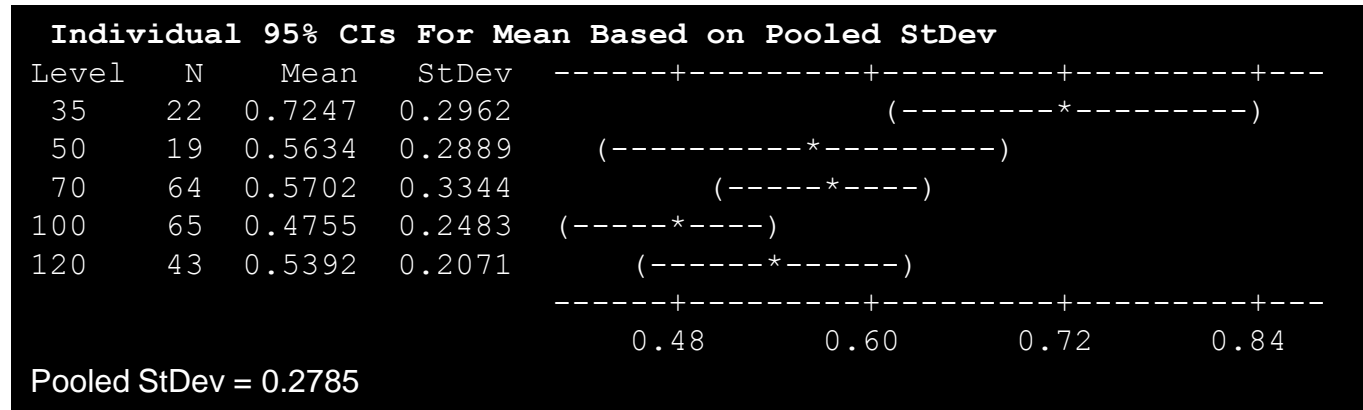 Individual 95% CIs For Mean Based on Pooled StDev
Level   N    Mean   StDev  ------+---------+---------+---------+---
 35    22  0.7247  0.2962                   (--------*---------)
 50    19  0.5634  0.2889    (----------*---------)
 70    64  0.5702  0.3344          (-----*----)
100    65  0.4755  0.2483  (-----*----)
120    43  0.5392  0.2071      (------*------)
                           ------+---------+---------+---------+---
                               0.48      0.60      0.72      0.84
Pooled StDev = 0.2785